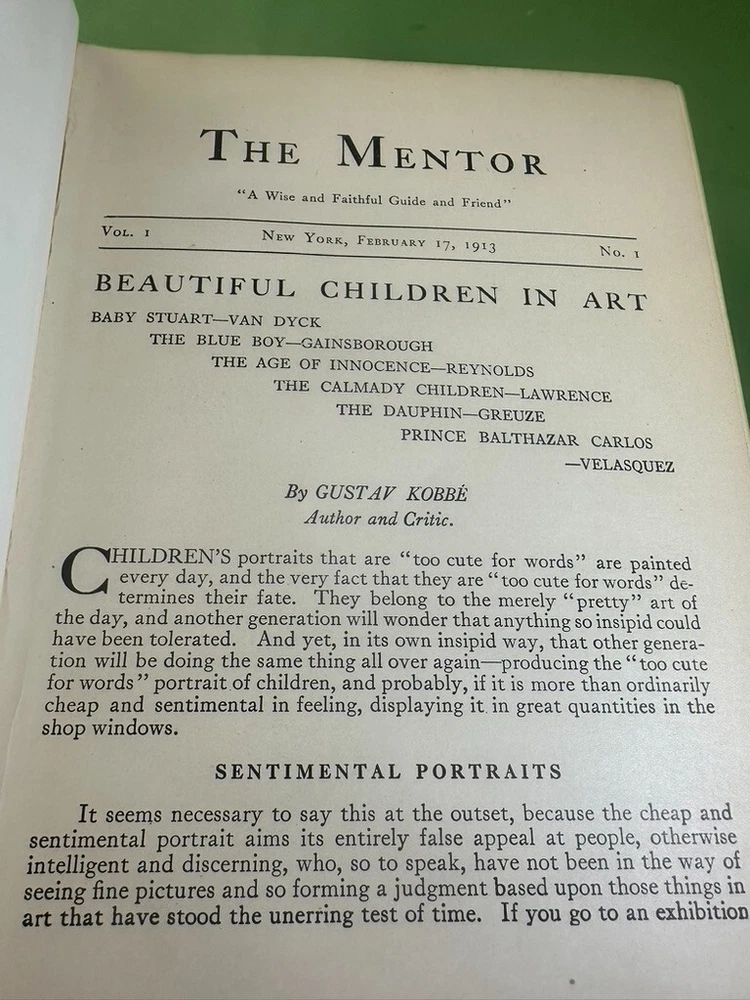 THE MENTOR
"A Wise and Faithful Guide and Friend"
VOL. 1 NEW YORK, FEBRUARY 17, 1913 No. 1
BEAUTIFUL CHILDREN IN ART
BABY STUART—VAN DYCK
THE BLUE BOY—GAINSBOROUGH
THE AGE OF INNOCENCE—REYNOLDS
THE CALMADY CHILDREN—LAWRENCE
THE DAUPHIN—GREUZE
PRINCE BALTHAZAR CARLOS
—VELASQUEZ
By GUSTAV KOBBÉ
Author and Critic.
CHILDREN'S portraits that are "too cute for words" are painted
every day, and the very fact that they are "too cute for words" de-
termines their fate. They belong to the merely "pretty" art of
the day, and another generation will wonder that anything so insipid could
have been tolerated. And yet, in its own insipid way, that other genera-
tion will be doing the same thing all over again—producing the "too cute
for words" portrait of children, and probably, if it is more than ordinarily
cheap and sentimental in feeling, displaying it in great quantities in the
shop windows.
SENTIMENTAL PORTRAITS
It seems necessary to say this at the outset, because the cheap and
sentimental portrait aims its entirely false appeal at people, otherwise
intelligent and discerning, who, so to speak, have not been in the way of
seeing fine pictures and so forming a judgment based upon those things in
art that have stood the unerring test of time. If you go to an exhibition